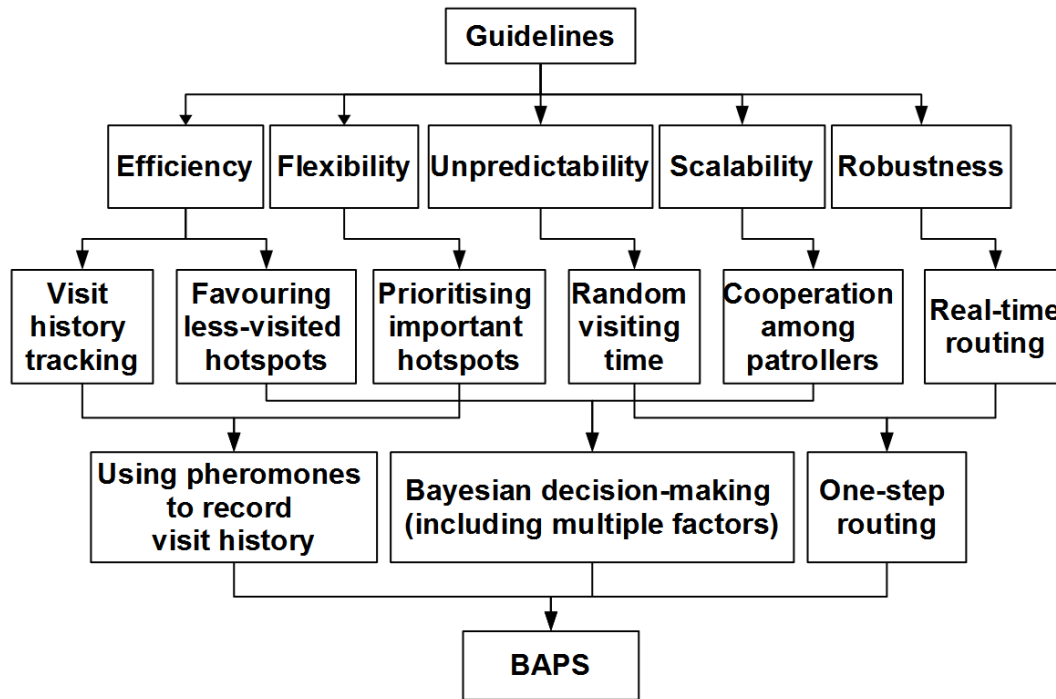 Guidelines
Efficiency
Flexibility
Unpredictability
Scalability
Robustness
Visit
history
tracking
Favouring
less-visited
hotspots
Prioritising
important
hotspots
Random
visiting
time
Cooperation
among
patrollers
Real-time
routing
Using pheromones
to record
visit history
Bayesian decision-making
(including multiple factors)
One-step
routing
BAPS